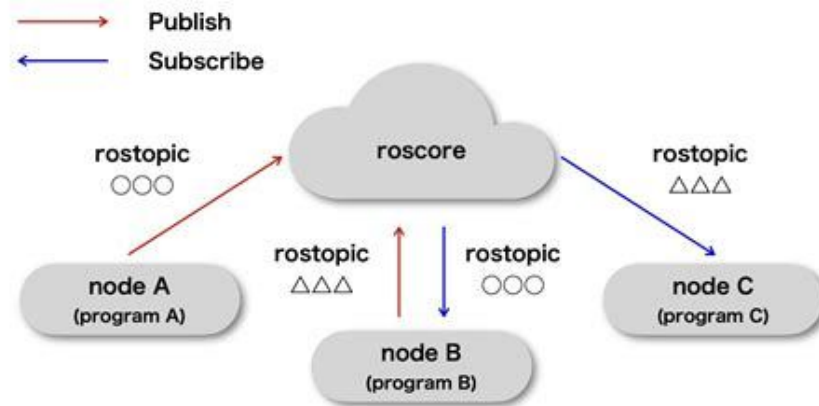 Publish
Subscribe
roscore
rostopic
○○○
rostopic
△△△
rostopic
△△△
rostopic
○○○
node A
(program A)
node B
(program B)
node C
(program C)